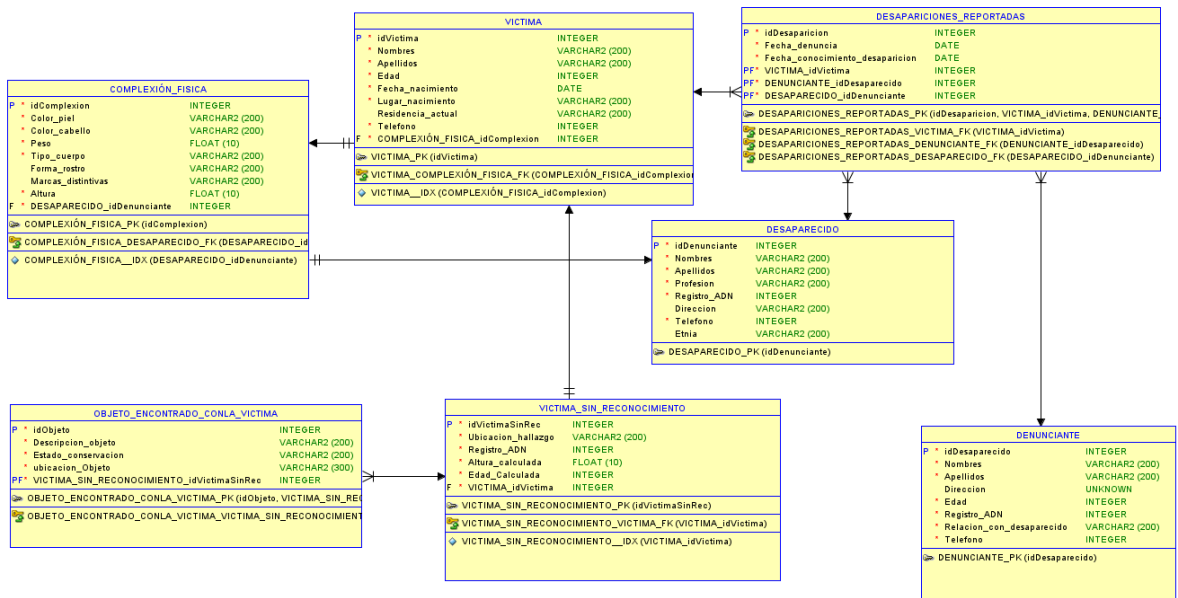 VICTIMA
P * idVictima INTEGER
* Nombres VARCHAR2 (200)
* Apellidos VARCHAR2 (200)
* Edad INTEGER
* Fecha_nacimiento DATE
* Lugar_nacimiento VARCHAR2 (200)
Residencia_actual VARCHAR2 (200)
* Telefono INTEGER
F * COMPLEXIÓN_FISICA_idComplexion INTEGER
VICTIMA_PK (idVictima)
VICTIMA_COMPLEXIÓN_FISICA_FK (COMPLEXIÓN_FISICA_idComplexion
VICTIMA__IDX (COMPLEXIÓN_FISICA_idComplexion)
DESAPARICIONES_REPORTADAS
P * idDesaparicion INTEGER
* Fecha_denuncia DATE
* Fecha_conocimiento_desaparicion DATE
PF* VICTIMA_idVictima INTEGER
PF* DENUNCIANTE_idDesaparecido INTEGER
PF* DESAPARECIDO_idDenunciante INTEGER
DESAPARICIONES_REPORTADAS_PK (idDesaparicion, VICTIMA_idVictima, DENUNCIANTE_
DESAPARICIONES_REPORTADAS_VICTIMA_FK (VICTIMA_idVictima)
DESAPARICIONES_REPORTADAS_DENUNCIANTE_FK (DENUNCIANTE_idDesaparecido)
DESAPARICIONES_REPORTADAS_DESAPARECIDO_FK (DESAPARECIDO_idDenunciante)
COMPLEXIÓN_FISICA
P * idComplexion INTEGER
* Color_piel VARCHAR2 (200)
* Color_cabello VARCHAR2 (200)
* Peso FLOAT (10)
* Tipo_cuerpo VARCHAR2 (200)
Forma_rostro VARCHAR2 (200)
Marcas_distintivas VARCHAR2 (200)
* Altura FLOAT (10)
F * DESAPARECIDO_idDenunciante INTEGER
COMPLEXIÓN_FISICA_PK (idComplexion)
COMPLEXIÓN_FISICA_DESAPARECIDO_FK (DESAPARECIDO_id
COMPLEXIÓN_FISICA__IDX (DESAPARECIDO_idDenunciante)
DESAPARECIDO
P * idDenunciante INTEGER
* Nombres VARCHAR2 (200)
* Apellidos VARCHAR2 (200)
* Profesion VARCHAR2 (200)
* Registro_ADN INTEGER
Direccion VARCHAR2 (200)
* Telefono INTEGER
Etnia VARCHAR2 (200)
DESAPARECIDO_PK (idDenunciante)
OBJETO_ENCONTRADO_CONLA_VICTIMA
P * idObjeto INTEGER
* Descripcion_objeto VARCHAR2 (200)
* Estado_conservacion VARCHAR2 (200)
* ubicacion_Objeto VARCHAR2 (300)
PF* VICTIMA_SIN_RECONOCIMIENTO_idVictimaSinRec INTEGER
OBJETO_ENCONTRADO_CONLA_VICTIMA_PK (idObjeto, VICTIMA_SIN_REC
OBJETO_ENCONTRADO_CONLA_VICTIMA_VICTIMA_SIN_RECONOCIMIENT
VICTIMA_SIN_RECONOCIMIENTO
P * idVictimaSinRec INTEGER
* Ubicacion_hallazgo VARCHAR2 (200)
* Registro_ADN INTEGER
* Altura_calculada FLOAT (10)
* Edad_Calculada INTEGER
F * VICTIMA_idVictima INTEGER
VICTIMA_SIN_RECONOCIMIENTO_PK (idVictimaSinRec)
VICTIMA_SIN_RECONOCIMIENTO_VICTIMA_FK (VICTIMA_idVictima)
VICTIMA_SIN_RECONOCIMIENTO__IDX (VICTIMA_idVictima)
DENUNCIANTE
P * idDesaparecido INTEGER
* Nombres VARCHAR2 (200)
* Apellidos VARCHAR2 (200)
Direccion UNKNOWN
* Edad INTEGER
* Registro_ADN INTEGER
* Relacion_con_desaparecido VARCHAR2 (200)
* Telefono INTEGER
DENUNCIANTE_PK (idDesaparecido)